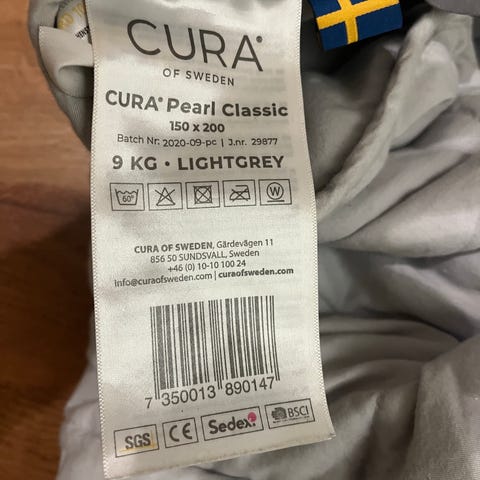 CURA®
OF SWEDEN
CURA® Pearl Classic
150 x 200
Batch Nr: 2020-09-pc | J.nr. 29877
9 KG • LIGHTGREY
60°
W
CURA OF SWEDEN, Gärdevägen 11
856 50 SUNDSVALL, Sweden
+46 (0) 10-10 100 24
info@curaofsweden | curaofsweden.com
7 350013 890147
SGS CE Sedex BSCI